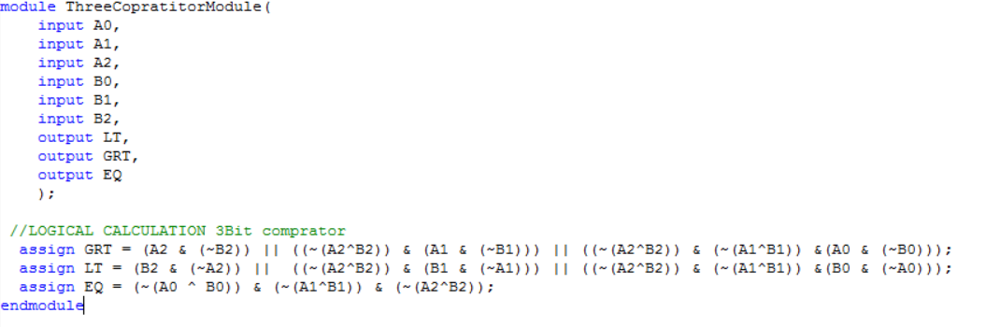 module ThreeCopratitorModule(
input A0,
input A1,
input A2,
input B0,
input B1,
input B2,
output LT,
output GRT,
output EQ
);
//LOGICAL CALCULATION 3Bit comprator
assign GRT = (A2 & (~B2)) || ((~(A2^B2)) & (A1 & (~B1))) || ((~(A2^B2)) & (~(A1^B1)) &(A0 & (~B0)));
assign LT = (B2 & (~A2)) ||  ((~(A2^B2)) & (B1 & (~A1))) || ((~(A2^B2)) & (~(A1^B1)) &(B0 & (~A0)));
assign EQ = (~(A0 ^ B0)) & (~(A1^B1)) & (~(A2^B2));
endmodule